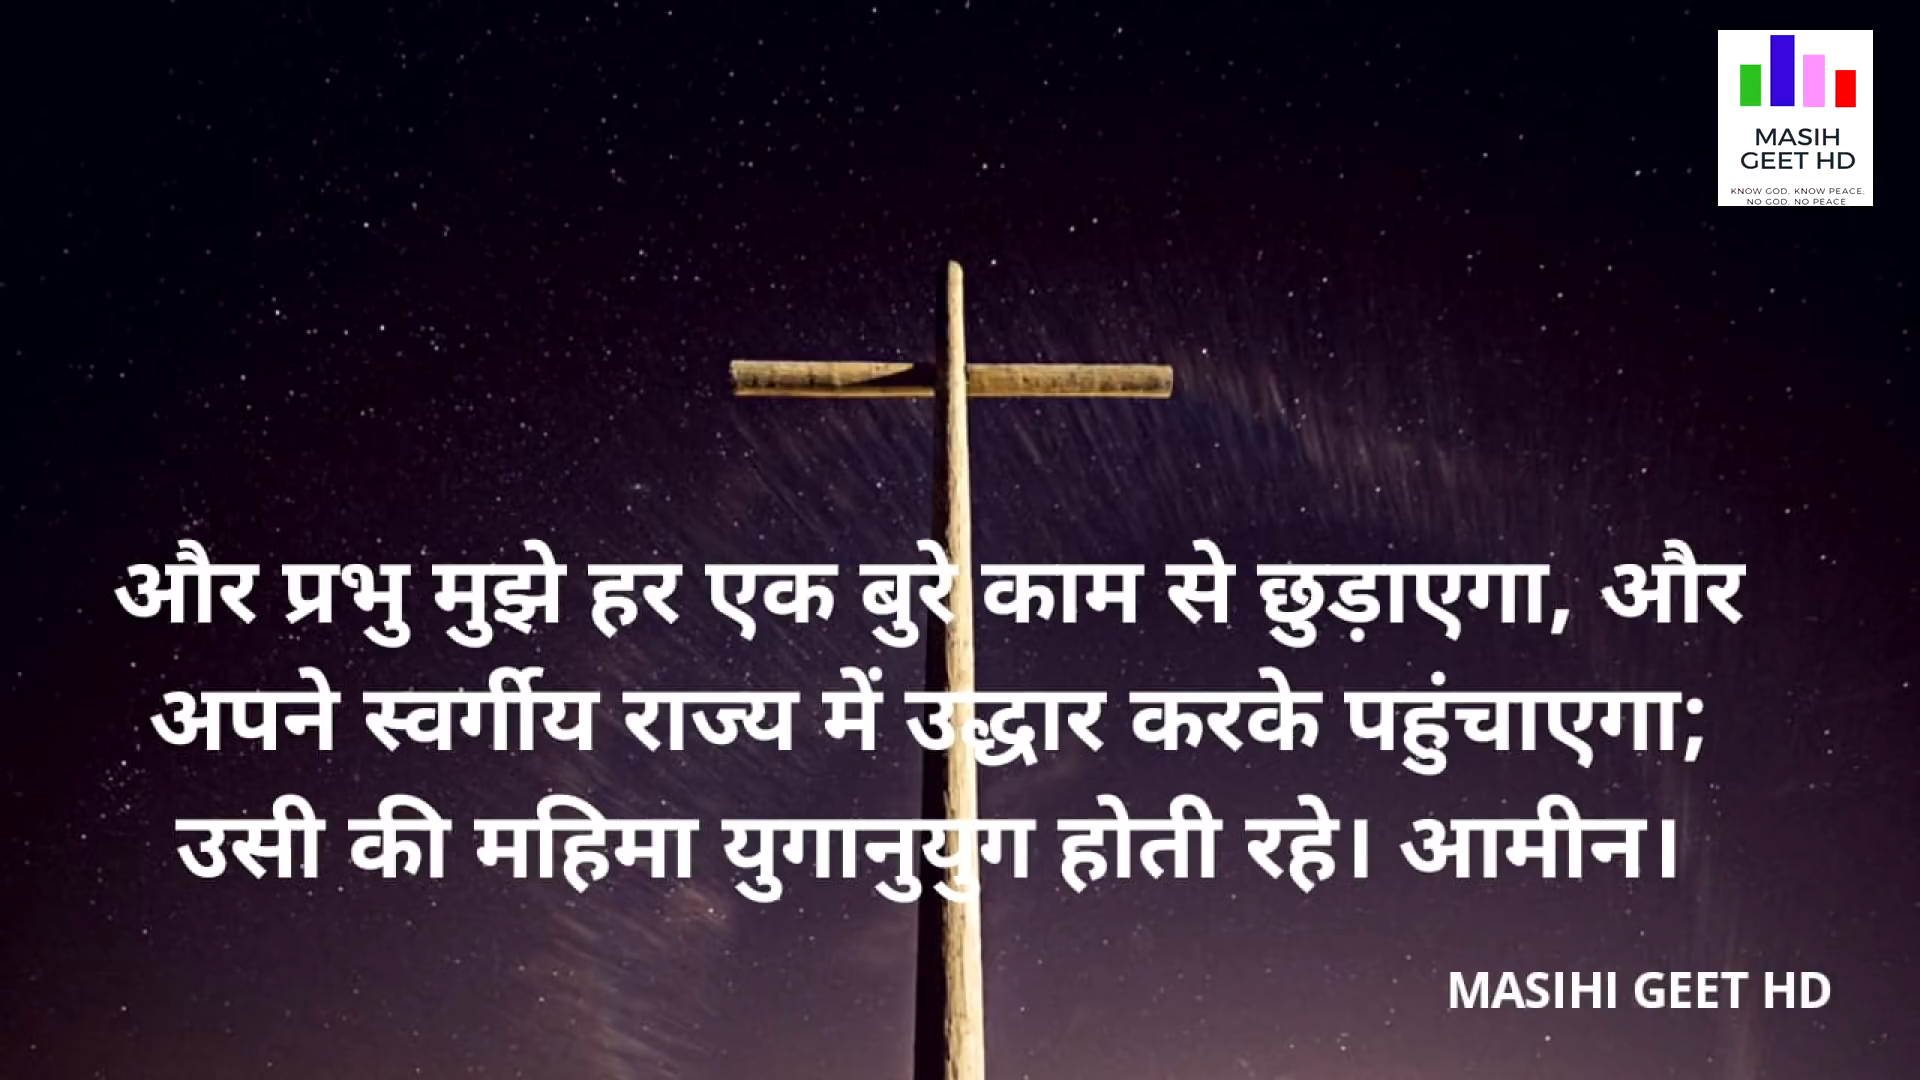 MASIH
GEET HD
KNOW GOD. KNOW PEACE.
NO GOD. NO PEACE
और प्रभु मुझे हर एक बुरे काम से छुड़ाएगा, और
अपने स्वर्गीय राज्य में उद्धार करके पहुंचाएगा;
उसी की महिमा युगानुयुग होती रहे। आमीन।
MASIHI GEET HD